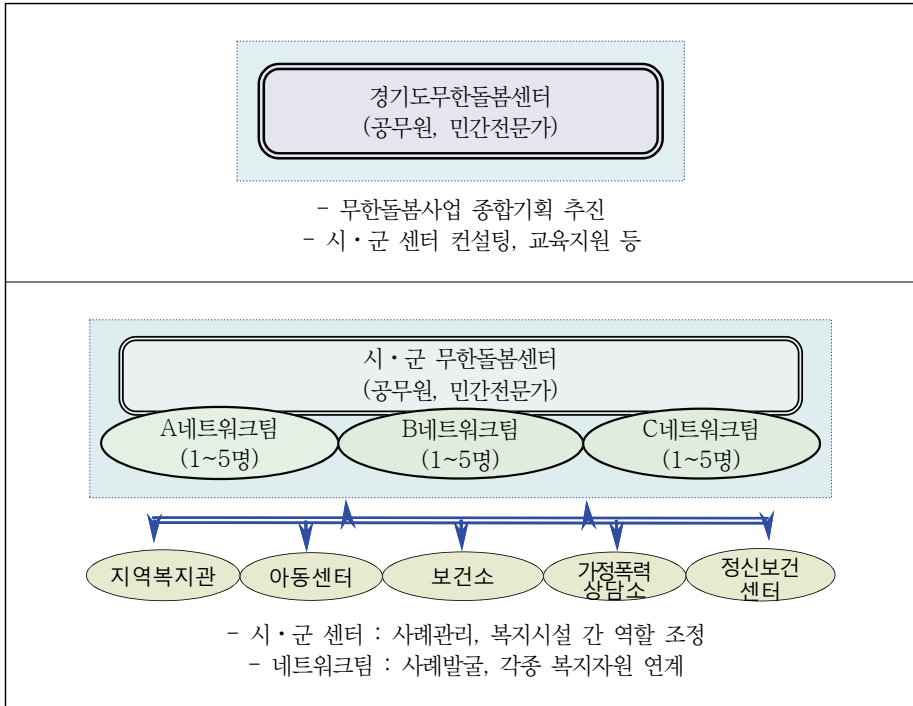 경기도무한돌봄센터
(공무원, 민간전문가)
- 무한돌봄사업 종합기획 추진
- 시・군 센터 컨설팅, 교육지원 등
시・군 무한돌봄센터
(공무원, 민간전문가)
A네트워크팀
(1~5명)
B네트워크팀
(1~5명)
C네트워크팀
(1~5명)
지역복지관
아동센터
보건소
가정폭력
상담소
정신보건
센터
- 시・군 센터 : 사례관리, 복지시설 간 역할 조정
- 네트워크팀 : 사례발굴, 각종 복지자원 연계